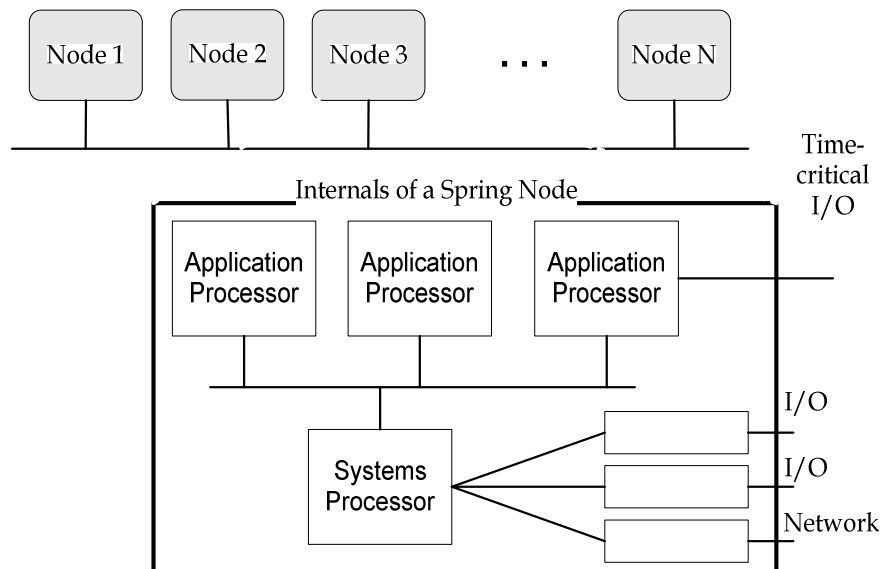 Node 1
Node 2
Node 3
...
Node N
Time-
critical
I/O
Internals of a Spring Node
Application
Processor
Application
Processor
Application
Processor
I/O
Systems
Processor
I/O
Network